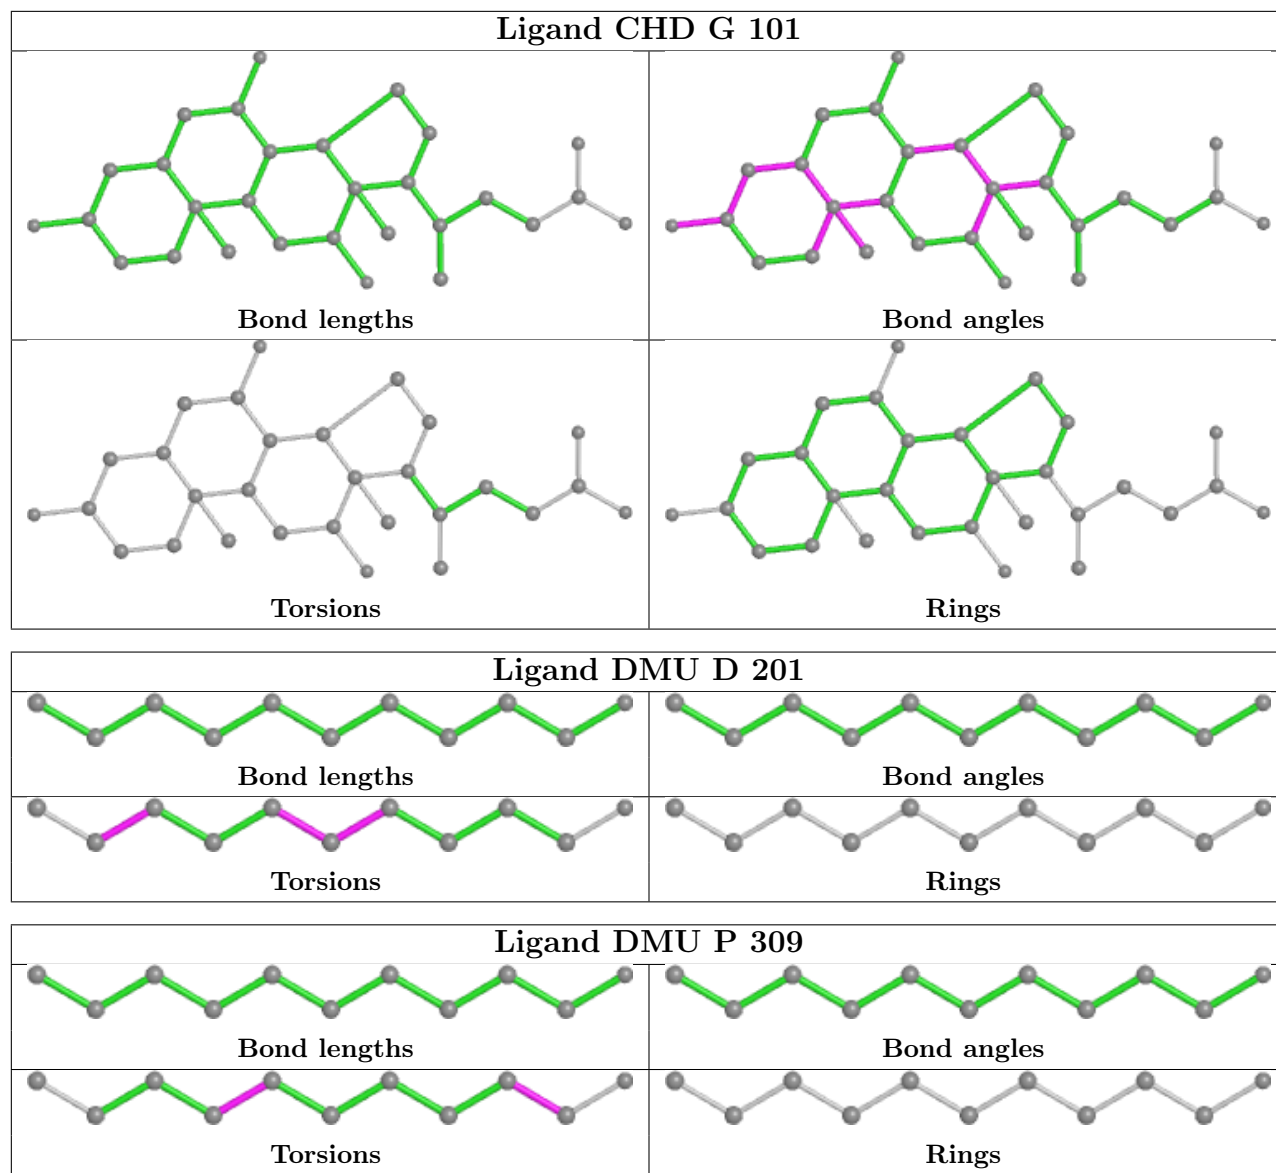 Ligand CHD G 101
Bond lengths
Bond angles
Torsions
Rings
Ligand DMU D 201
Bond lengths
Bond angles
Torsions
Rings
Ligand DMU P 309
Bond lengths
Bond angles
Torsions
Rings